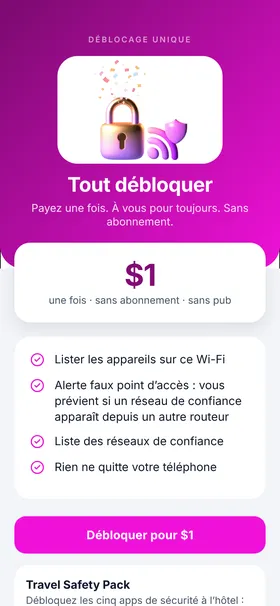 DÉBLOCAGE UNIQUE
Tout débloquer
Payez une fois. À vous pour toujours. Sans
abonnement.
$1
une fois · sans abonnement · sans pub
Lister les appareils sur ce Wi-Fi
Alerte faux point d'accès : vous
prévient si un réseau de confiance
apparaît depuis un autre routeur
Liste des réseaux de confiance
Rien ne quitte votre téléphone
Débloquer pour $1
Travel Safety Pack
Débloquez les cinq apps de sécurité à l'hôtel :